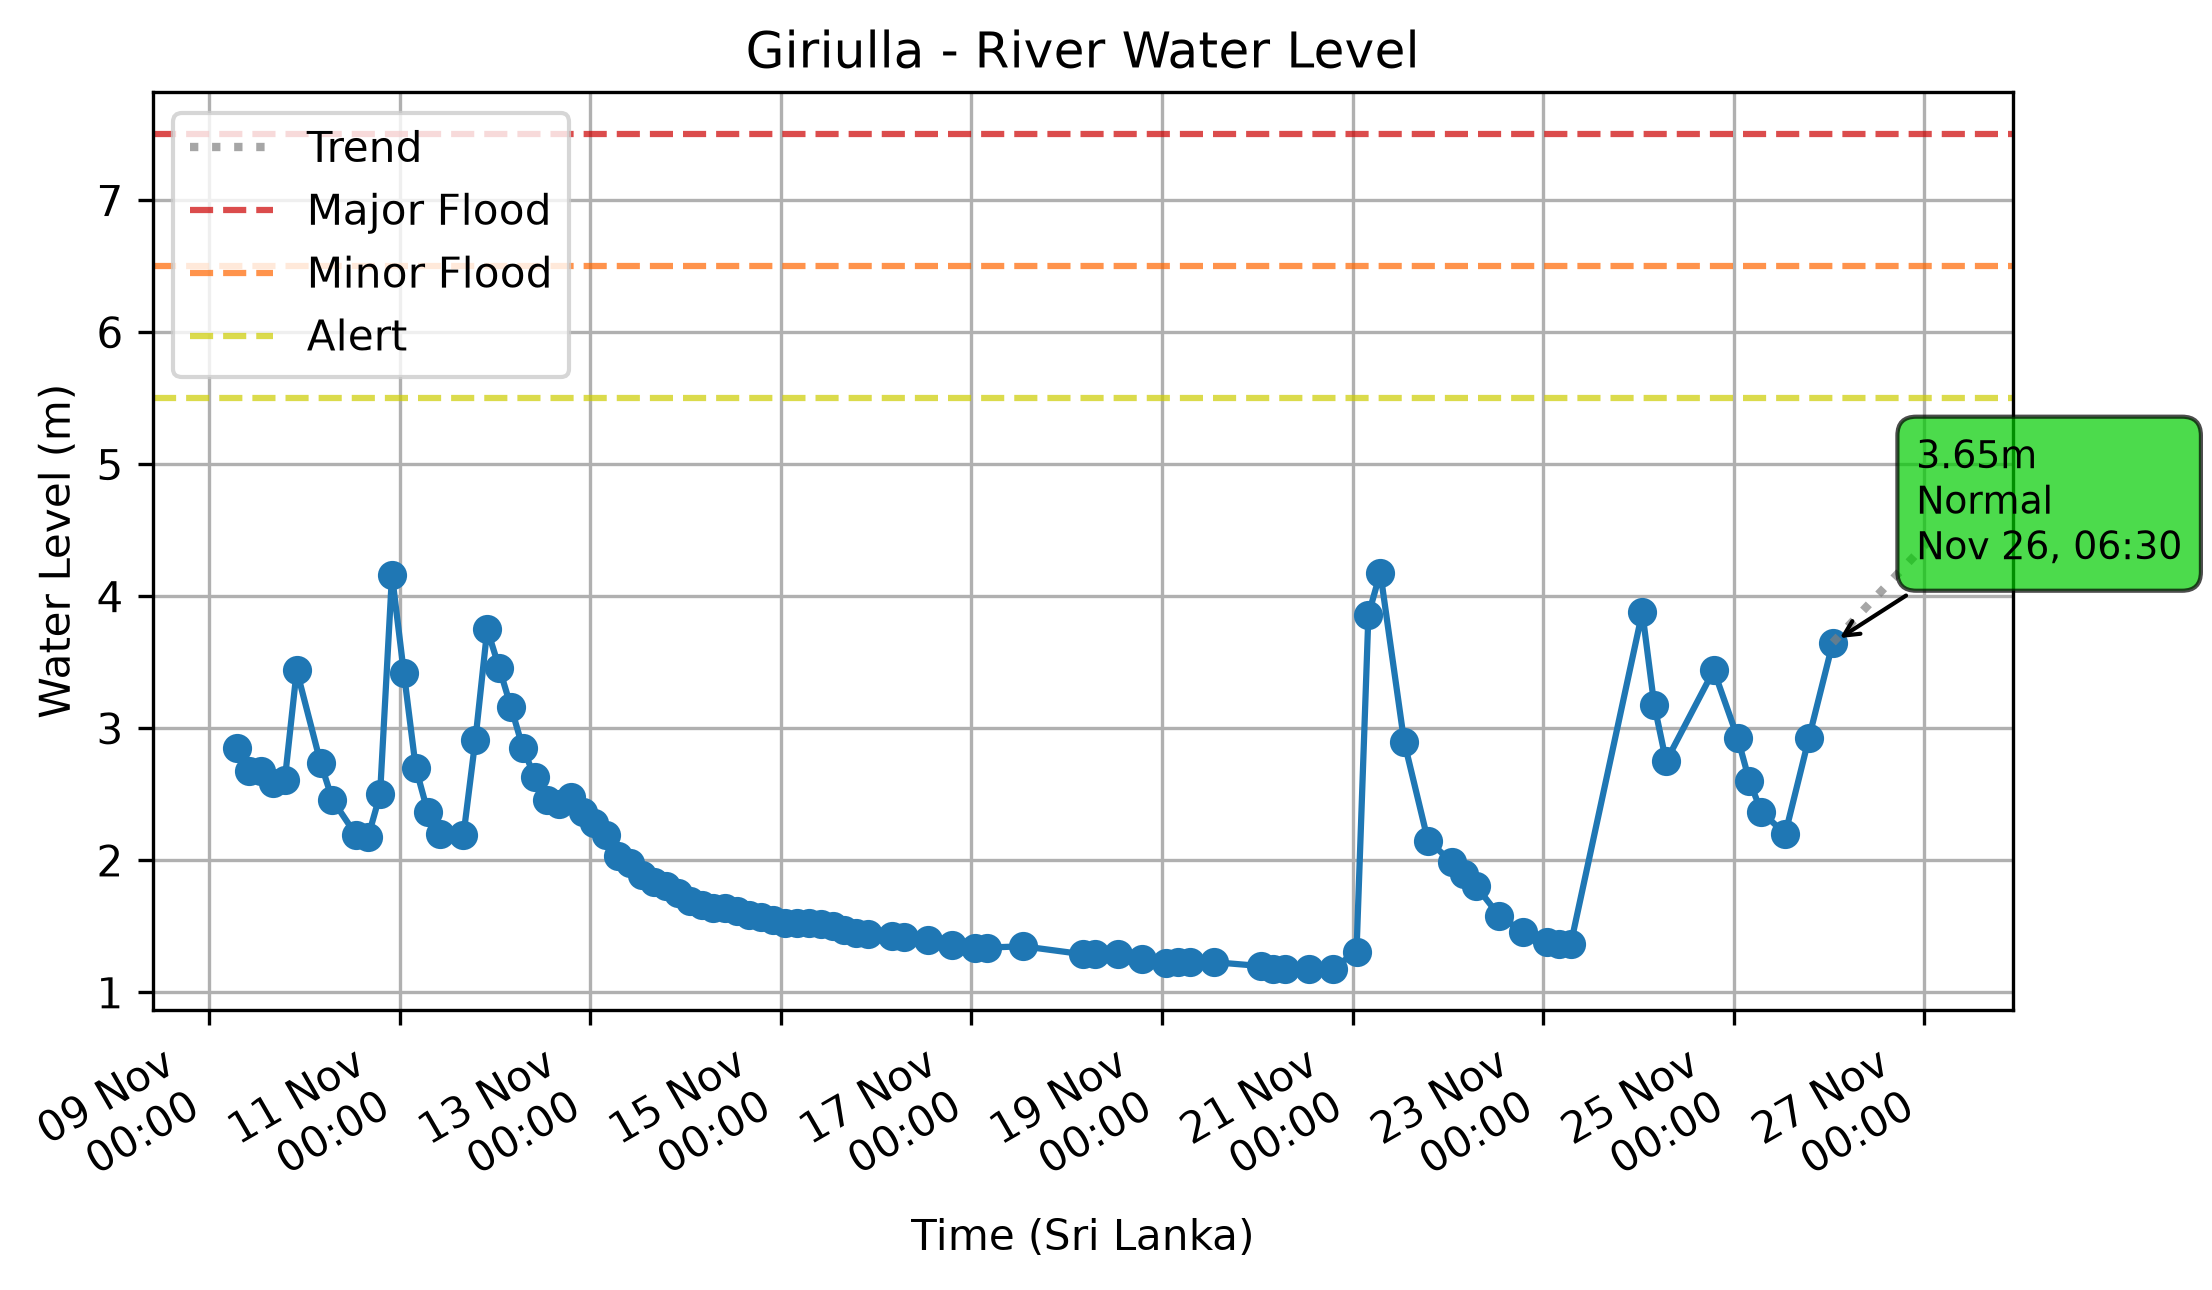 Giriulla - River Water Level
Trend
Major Flood
Minor Flood
Alert
7
6
5
4
3
2
1
Water Level (m)
3.65m
Normal
Nov 26, 06:30
09 Nov
00:00
11 Nov
00:00
13 Nov
00:00
15 Nov
00:00
17 Nov
00:00
19 Nov
00:00
21 Nov
00:00
23 Nov
00:00
25 Nov
00:00
27 Nov
00:00
Time (Sri Lanka)